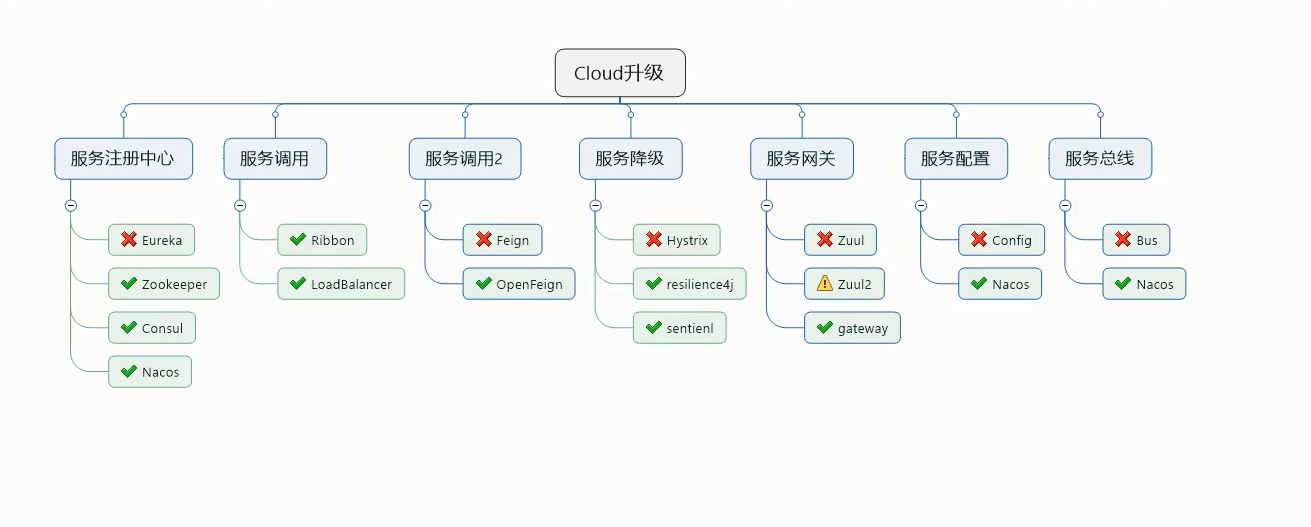 Cloud升级
服务注册中心
Eureka
Zookeeper
Consul
Nacos
服务调用
Ribbon
LoadBalancer
服务调用2
Feign
OpenFeign
服务降级
Hystrix
resilience4j
sentienl
服务网关
Zuul
Zuul2
gateway
服务配置
Config
Nacos
服务总线
Bus
Nacos